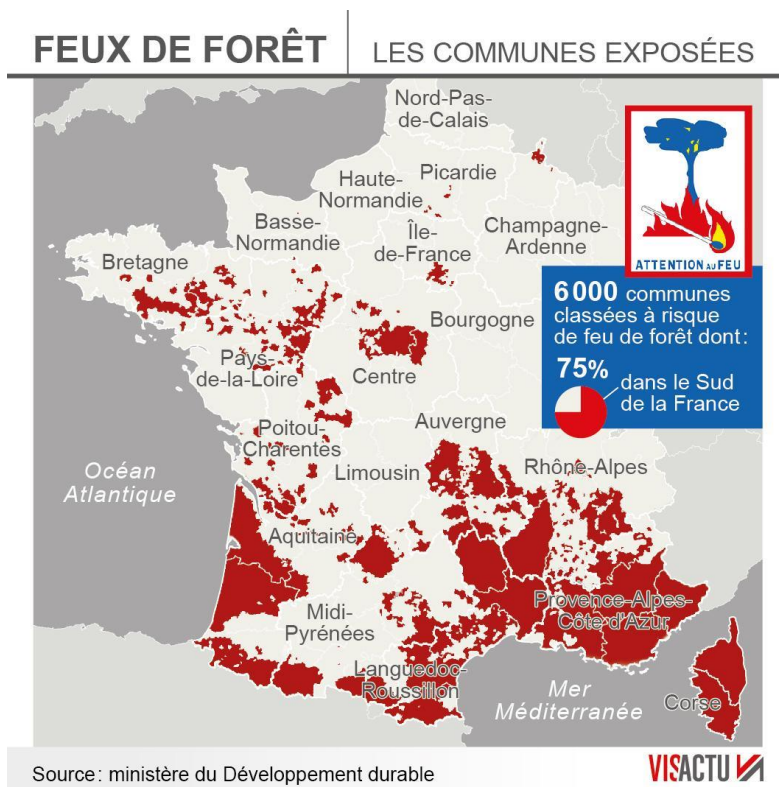 FEUX DE FORÊT
LES COMMUNES EXPOSÉES
Nord-Pas-
de-Calais
Picardie
Haute-
Normandie
Basse-
Normandie
Île-
de-France
Champagne-
Ardenne
Bretagne
ATTENTION AU FEU
6 000 communes
classées à risque
de feu de forêt dont :
75%
dans le Sud
de la France
Bourgogne
Pays-
de-la-Loire
Centre
Poitou-
Charentes
Auvergne
Limousin
Rhône-Alpes
Océan
Atlantique
Aquitaine
Midi-
Pyrénées
Provence-Alpes-
Côte d'Azur
Languedoc-
Roussillon
Mer
Méditerranée
Corse
Source : ministère du Développement durable
VISACTU